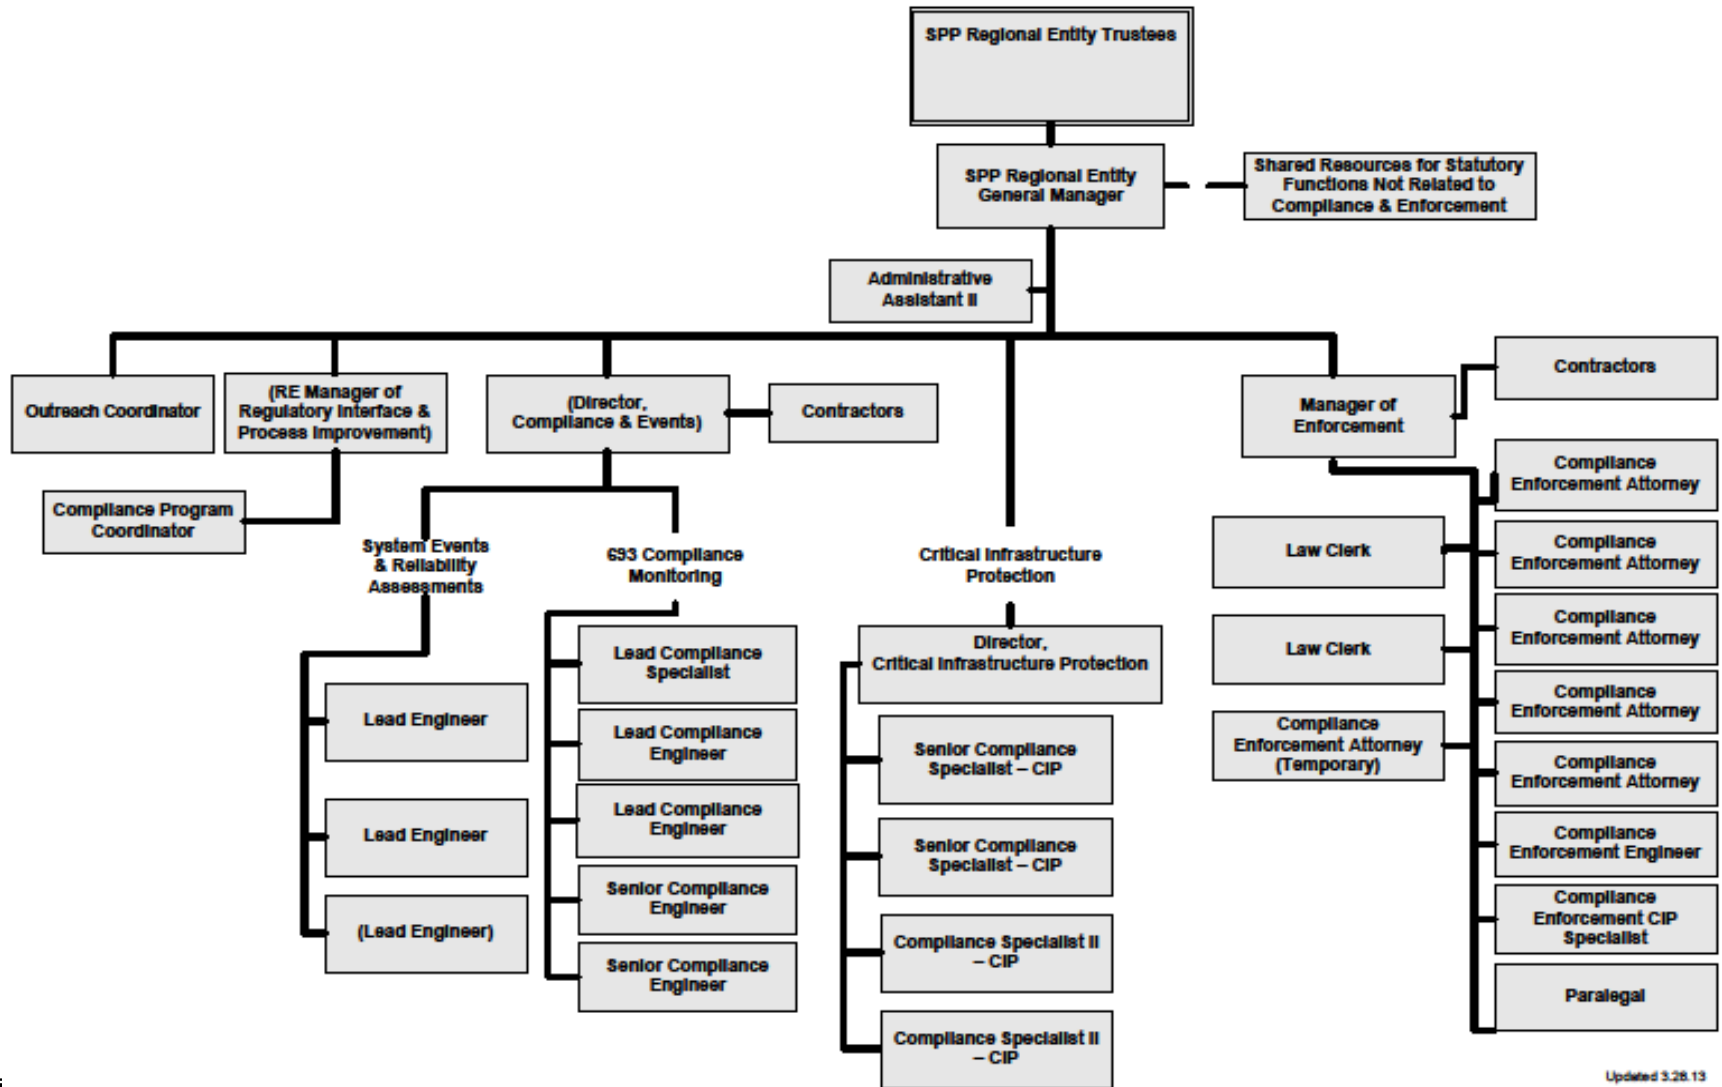 SPP Regional Entity Trustees
SPP Regional Entity
General Manager
Shared Resources for Statutory
Functions Not Related to
Compliance & Enforcement
Administrative
Assistant II
Outreach Coordinator
(RE Manager of
Regulatory Interface &
Process Improvement)
(Director,
Compliance & Events)
Contractors
Manager of
Enforcement
Contractors
Compliance Program
Coordinator
System Events
& Reliability
Assessments
693 Compliance
Monitoring
Critical Infrastructure
Protection
Lead Engineer
Lead Engineer
(Lead Engineer)
Lead Compliance
Specialist
Lead Compliance
Engineer
Lead Compliance
Engineer
Senior Compliance
Engineer
Senior Compliance
Engineer
Director,
Critical Infrastructure Protection
Senior Compliance
Specialist – CIP
Senior Compliance
Specialist – CIP
Compliance Specialist II
– CIP
Compliance Specialist II
– CIP
Law Clerk
Law Clerk
Compliance
Enforcement Attorney
(Temporary)
Compliance
Enforcement Attorney
Compliance
Enforcement Attorney
Compliance
Enforcement Attorney
Compliance
Enforcement Attorney
Compliance
Enforcement Attorney
Compliance
Enforcement Engineer
Compliance
Enforcement CIP
Specialist
Paralegal
Updated 3.28.13